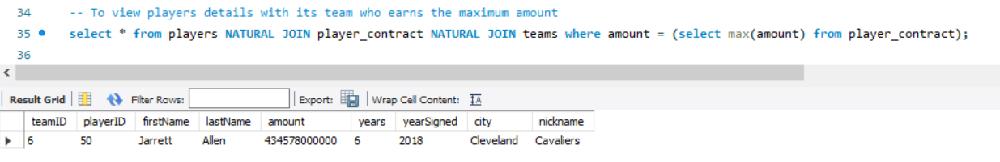 34 -- To view players details with its team who earns the maximum amount
35 select * from players NATURAL JOIN player_contract NATURAL JOIN teams where amount = (select max(amount) from player_contract);
36
Result Grid Filter Rows: Export: Wrap Cell Content: IA
teamID playerID firstName lastName amount years yearSigned city nickname
6 50 Jarrett Allen 434578000000 6 2018 Cleveland Cavaliers